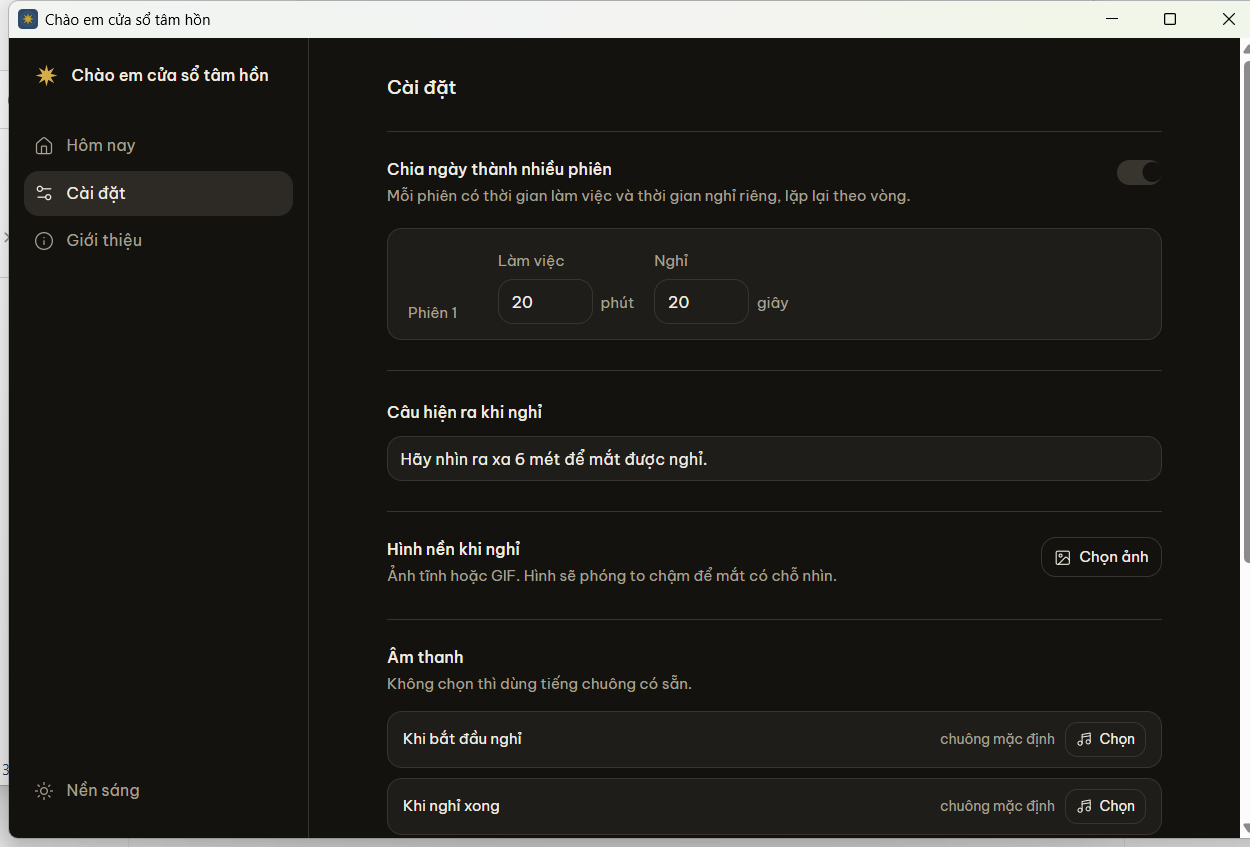 Chào em cửa sổ tâm hồn
Chào em cửa sổ tâm hồn
Hôm nay
Cài đặt
Giới thiệu
Nền sáng
Cài đặt
Chia ngày thành nhiều phiên
Mỗi phiên có thời gian làm việc và thời gian nghỉ riêng, lặp lại theo vòng.
Làm việc Nghỉ
Phiên 1 20 phút 20 giây
Câu hiện ra khi nghỉ
Hãy nhìn ra xa 6 mét để mắt được nghỉ.
Hình nền khi nghỉ
Ảnh tĩnh hoặc GIF. Hình sẽ phóng to chậm để mắt có chỗ nhìn.
Chọn ảnh
Âm thanh
Không chọn thì dùng tiếng chuông có sẵn.
Khi bắt đầu nghỉ chuông mặc định Chọn
Khi nghỉ xong chuông mặc định Chọn